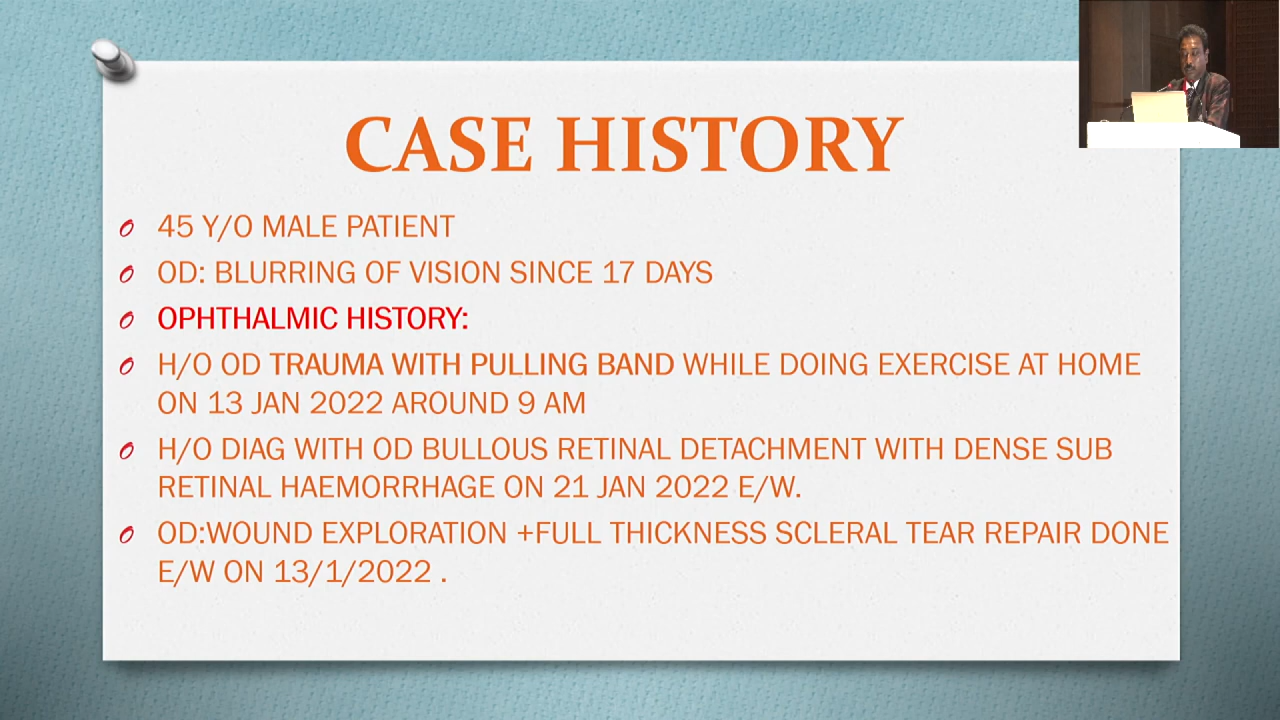 CASE HISTORY
45 Y/O MALE PATIENT
OD: BLURRING OF VISION SINCE 17 DAYS
OPHTHALMIC HISTORY:
H/O OD TRAUMA WITH PULLING BAND WHILE DOING EXERCISE AT HOME
ON 13 JAN 2022 AROUND 9 AM
H/O DIAG WITH OD BULLOUS RETINAL DETACHMENT WITH DENSE SUB
RETINAL HAEMORRHAGE ON 21 JAN 2022 E/W.
OD:WOUND EXPLORATION +FULL THICKNESS SCLERAL TEAR REPAIR DONE
E/W ON 13/1/2022 .